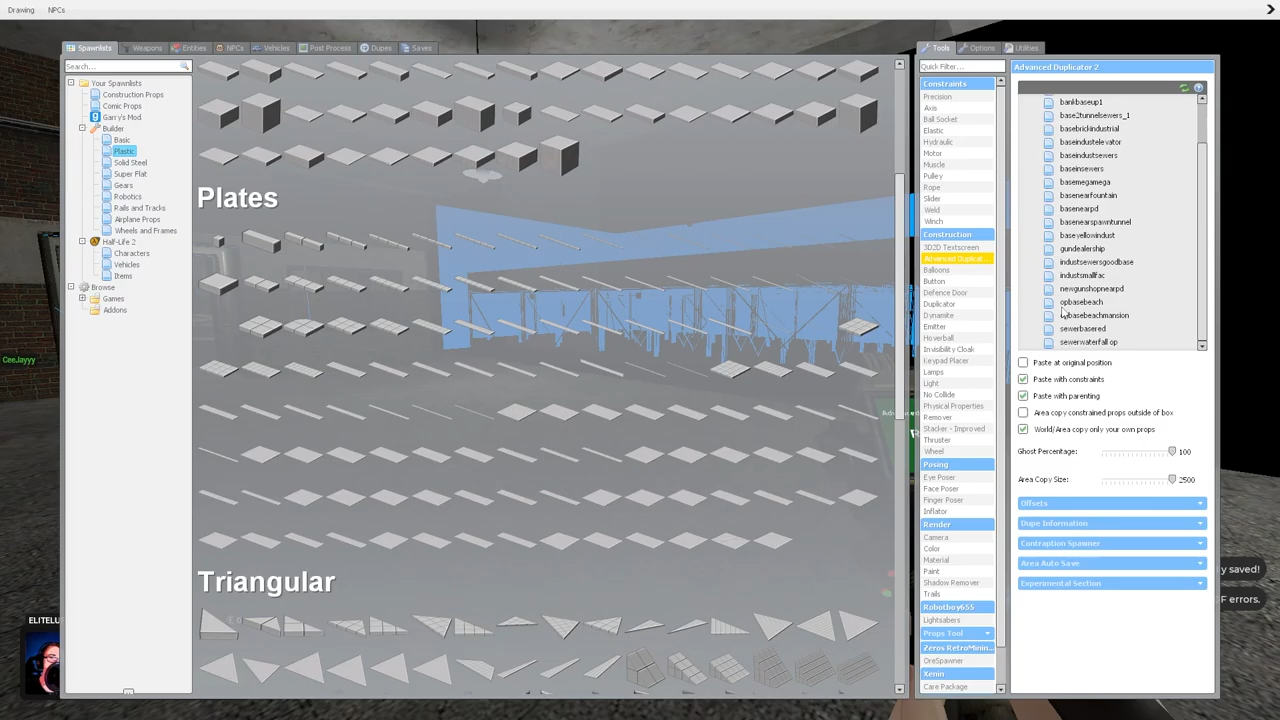 Drawing NPCs
Spawnlists Weapons Entities NPCs Vehicles Post Process Dupes Saves
Search...
Your Spawnlists
Construction Props
Comic Props
Garry's Mod
Builder
Basic
Plastic
Solid Steel
Super Flat
Gears
Robotics
Rails and Tracks
Airplane Props
Wheels and Frames
Half-Life 2
Characters
Vehicles
Items
Browse
Games
Addons
CeeJayyy
ELITELU
Plates
Triangular
Tools Options Utilities
Quick Filter...
Constraints
Precision
Axis
Ball Socket
Elastic
Hydraulic
Motor
Muscle
Pulley
Rope
Slider
Weld
Winch
Construction
3D2D Textscreen
Advanced Duplicat...
Balloons
Button
Defence Door
Duplicator
Dynamite
Emitter
Hoverball
Invisibility Cloak
Keypad Placer
Lamps
Light
No Collide
Physical Properties
Remover
Stacker - Improved
Thruster
Wheel
Posing
Eye Poser
Face Poser
Finger Poser
Inflator
Render
Camera
Color
Material
Paint
Shadow Remover
Trails
Robotboy655
Lightsabers
Props Tool
Zeros RetroMinin...
OreSpawner
Xenin
Care Package
Advanced Duplicator 2
bankbaseup1
base2tunnelsewers_1
basebrickindustrial
baseindustelevator
baseindustsewers
baseinsewers
basemegamega
basenearfountain
basenearpd
basenearspawntunnel
baseyellowindust
gundealership
industsewersgoodbase
industsmallfac
newgunshopnearpd
opbasebeach
opbasebeachmansion
sewerbasered
sewerwaterfall op
Paste at original position
Paste with constraints
Paste with parenting
Area copy constrained props outside of box
World/Area copy only your own props
Ghost Percentage: 100
Area Copy Size: 2500
Offsets
Dupe Information
Contraption Spawner
Area Auto Save
Experimental Section
y saved!
F errors.